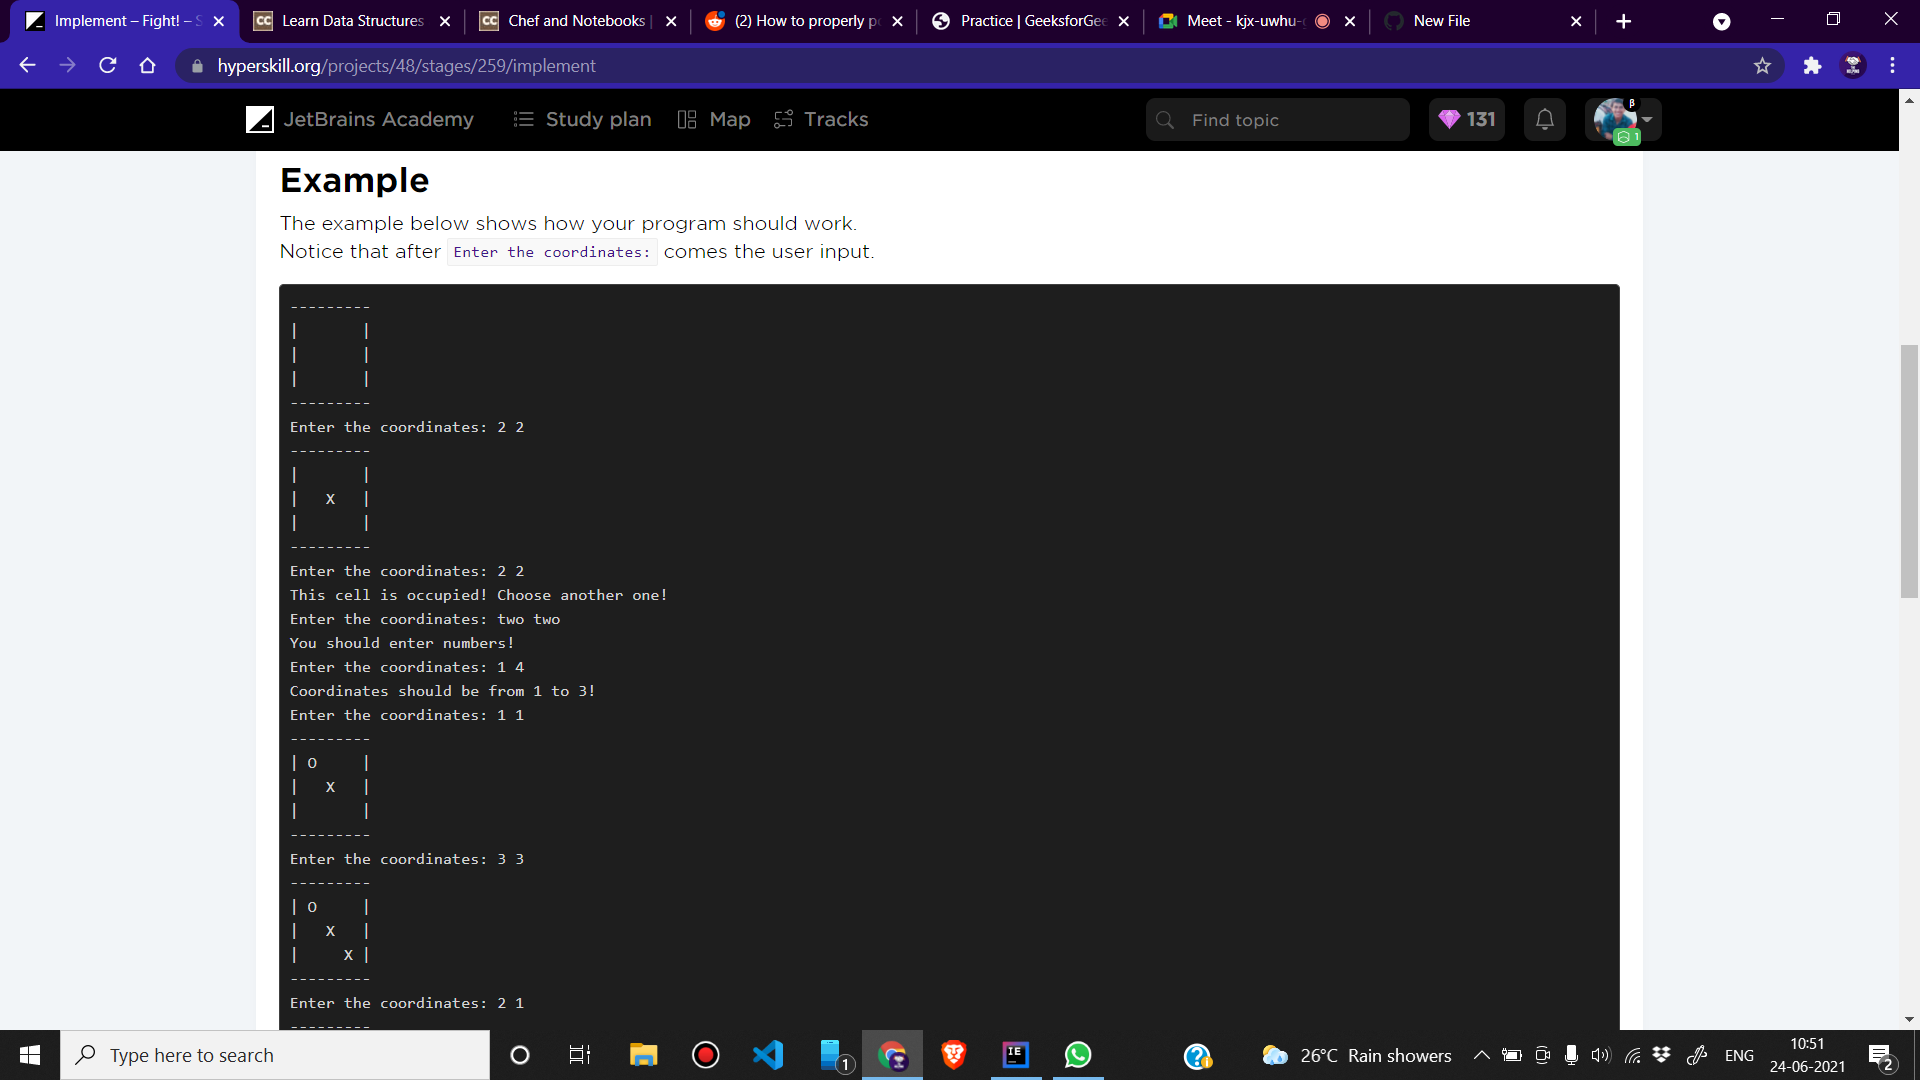 Implement – Fight! – S
Learn Data Structures
Chef and Notebooks |
(2) How to properly p
Practice | GeeksforGee
Meet - kjx-uwhu-
New File
hyperskill.org/projects/48/stages/259/implement
JetBrains Academy
Study plan
Map
Tracks
Find topic
131
β
1
Example
The example below shows how your program should work.
Notice that after Enter the coordinates: comes the user input.
---------
|       |
|       |
|       |
---------
Enter the coordinates: 2 2
---------
|       |
|   X   |
|       |
---------
Enter the coordinates: 2 2
This cell is occupied! Choose another one!
Enter the coordinates: two two
You should enter numbers!
Enter the coordinates: 1 4
Coordinates should be from 1 to 3!
Enter the coordinates: 1 1
---------
| O     |
|   X   |
|       |
---------
Enter the coordinates: 3 3
---------
| O     |
|   X   |
|     X |
---------
Enter the coordinates: 2 1
---------
Type here to search
1
IE
26°C Rain showers
ENG
10:51
24-06-2021
2